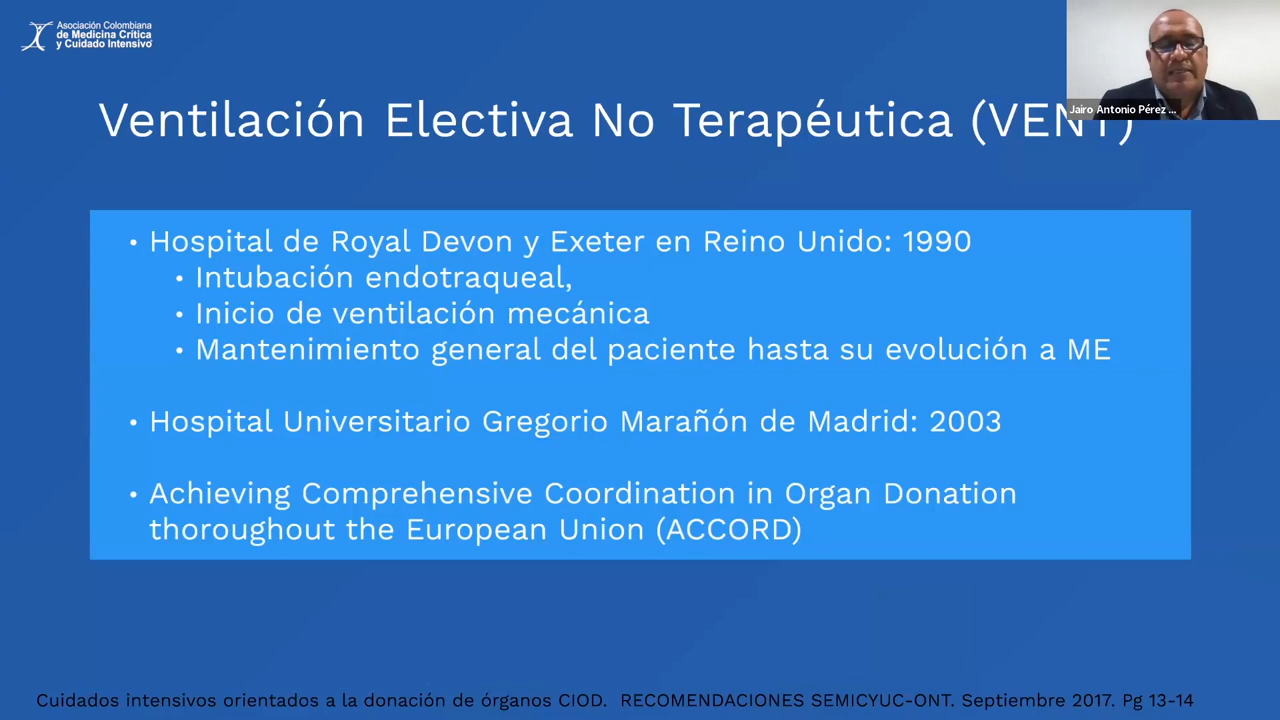 Asociación Colombiana
de Medicina Crítica
y Cuidado Intensivo
Jairo Antonio Pérez ...
Ventilación Electiva No Terapéutica (VENT)
• Hospital de Royal Devon y Exeter en Reino Unido: 1990
• Intubación endotraqueal,
• Inicio de ventilación mecánica
• Mantenimiento general del paciente hasta su evolución a ME
• Hospital Universitario Gregorio Marañón de Madrid: 2003
• Achieving Comprehensive Coordination in Organ Donation
thoroughout the European Union (ACCORD)
Cuidados intensivos orientados a la donación de órganos CIOD. RECOMENDACIONES SEMICYUC-ONT. Septiembre 2017. Pg 13-14